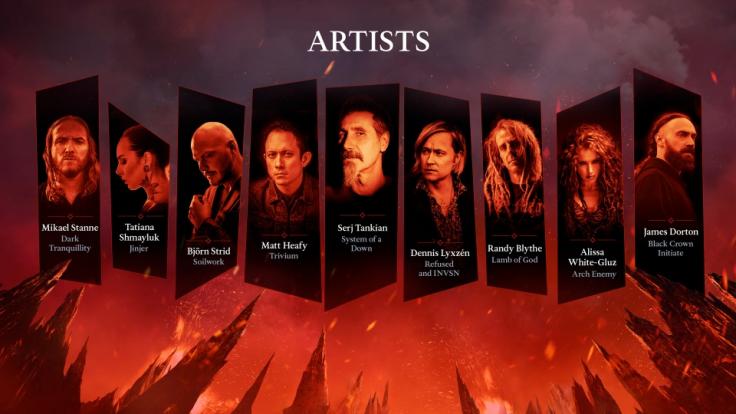 ARTISTS
Mikael Stanne
Dark
Tranquillity
Tatiana
Shmayluk
Jinjer
Björn Strid
Soilwork
Matt Heafy
Trivium
Serj Tankian
System of a
Down
Dennis Lyxzén
Refused
and INVSN
Randy Blythe
Lamb of God
Alissa
White-Gluz
Arch Enemy
James Dorton
Black Crown
Initiate